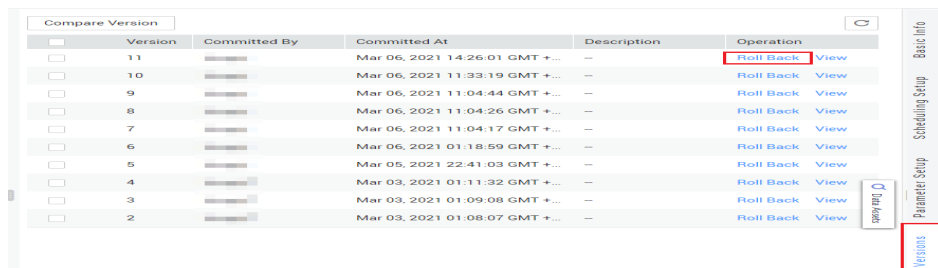 Compare Version
Version Committed By Committed At Description Operation
11 Mar 06, 2021 14:26:01 GMT +... -- Roll Back View
10 Mar 06, 2021 11:33:19 GMT +... -- Roll Back View
9 Mar 06, 2021 11:04:44 GMT +... -- Roll Back View
8 Mar 06, 2021 11:04:26 GMT +... -- Roll Back View
7 Mar 06, 2021 11:04:17 GMT +... -- Roll Back View
6 Mar 06, 2021 01:18:59 GMT +... -- Roll Back View
5 Mar 05, 2021 22:41:03 GMT +... -- Roll Back View
4 Mar 03, 2021 01:11:32 GMT +... -- Roll Back View
3 Mar 03, 2021 01:09:08 GMT +... -- Roll Back View
2 Mar 03, 2021 01:08:07 GMT +... -- Roll Back View
Data Assets
Basic Info
Scheduling Setup
Parameter Setup
Versions